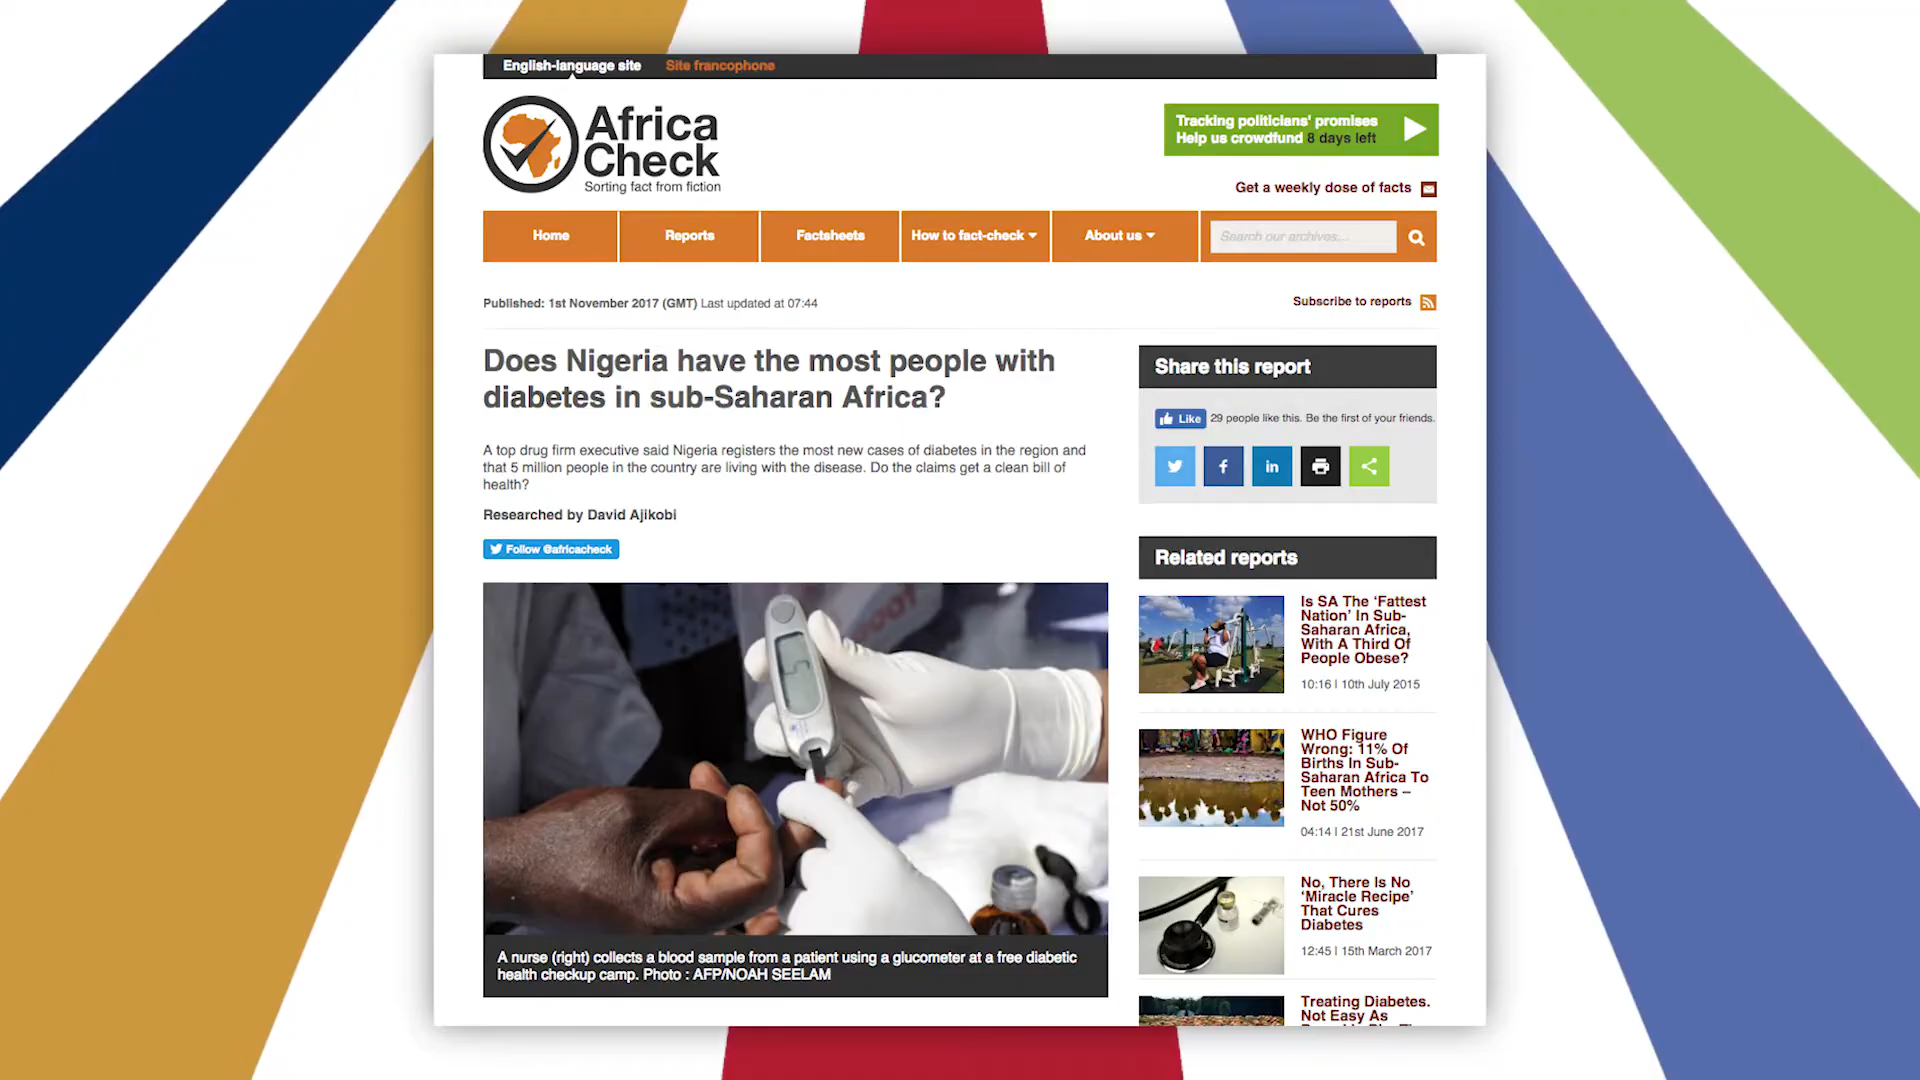 English-language site Site francophone
Africa
Check
Sorting fact from fiction
Tracking politicians' promises
Help us crowdfund 8 days left
Get a weekly dose of facts
Home Reports Factsheets How to fact-check About us Search our archives...
Published: 1st November 2017 (GMT) Last updated at 07:44
Subscribe to reports
Does Nigeria have the most people with
diabetes in sub-Saharan Africa?
A top drug firm executive said Nigeria registers the most new cases of diabetes in the region and
that 5 million people in the country are living with the disease. Do the claims get a clean bill of
health?
Researched by David Ajikobi
Follow @africacheck
A nurse (right) collects a blood sample from a patient using a glucometer at a free diabetic
health checkup camp. Photo : AFP/NOAH SEELAM
Share this report
Like 29 people like this. Be the first of your friends.
Related reports
Is SA The 'Fattest
Nation' In Sub-
Saharan Africa,
With A Third Of
People Obese?
10:16 | 10th July 2015
WHO Figure
Wrong: 11% Of
Births In Sub-
Saharan Africa To
Teen Mothers –
Not 50%
04:14 | 21st June 2017
No, There Is No
'Miracle Recipe'
That Cures
Diabetes
12:45 | 15th March 2017
Treating Diabetes.
Not Easy As